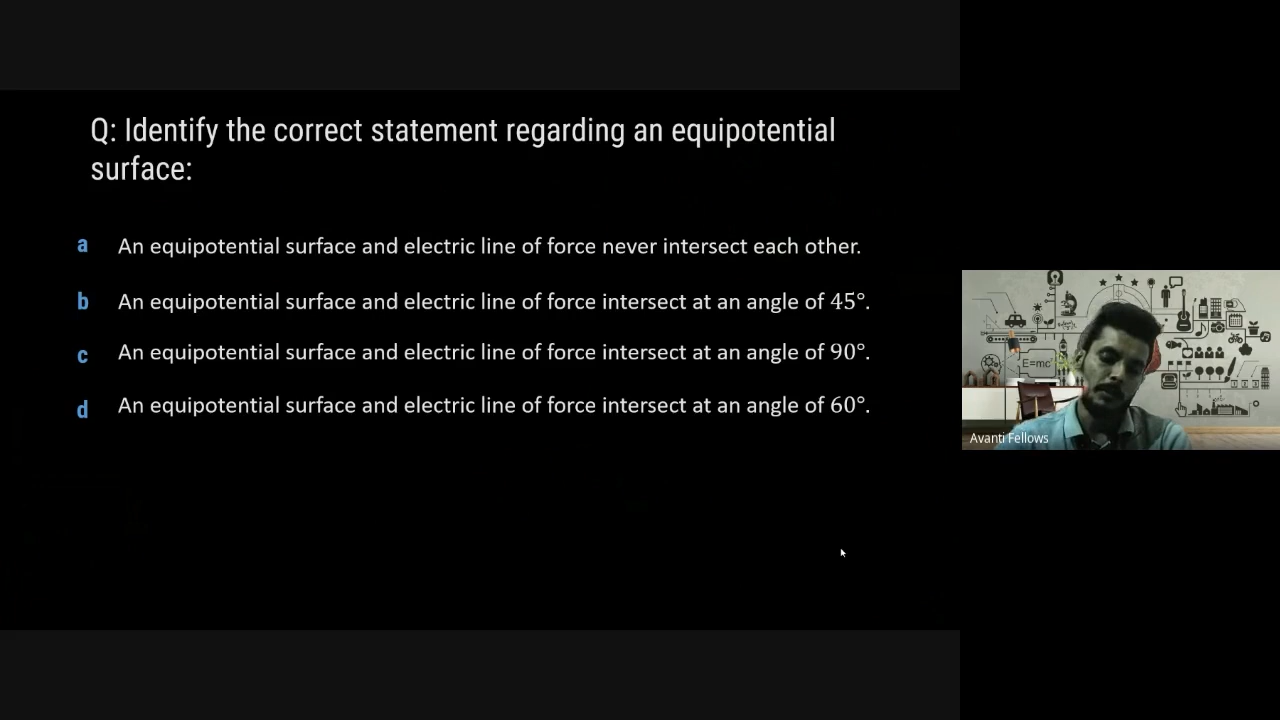 Q: Identify the correct statement regarding an equipotential
surface:
a An equipotential surface and electric line of force never intersect each other.
b An equipotential surface and electric line of force intersect at an angle of 45°.
c An equipotential surface and electric line of force intersect at an angle of 90°.
d An equipotential surface and electric line of force intersect at an angle of 60°.
E=mc
Avanti Fellows